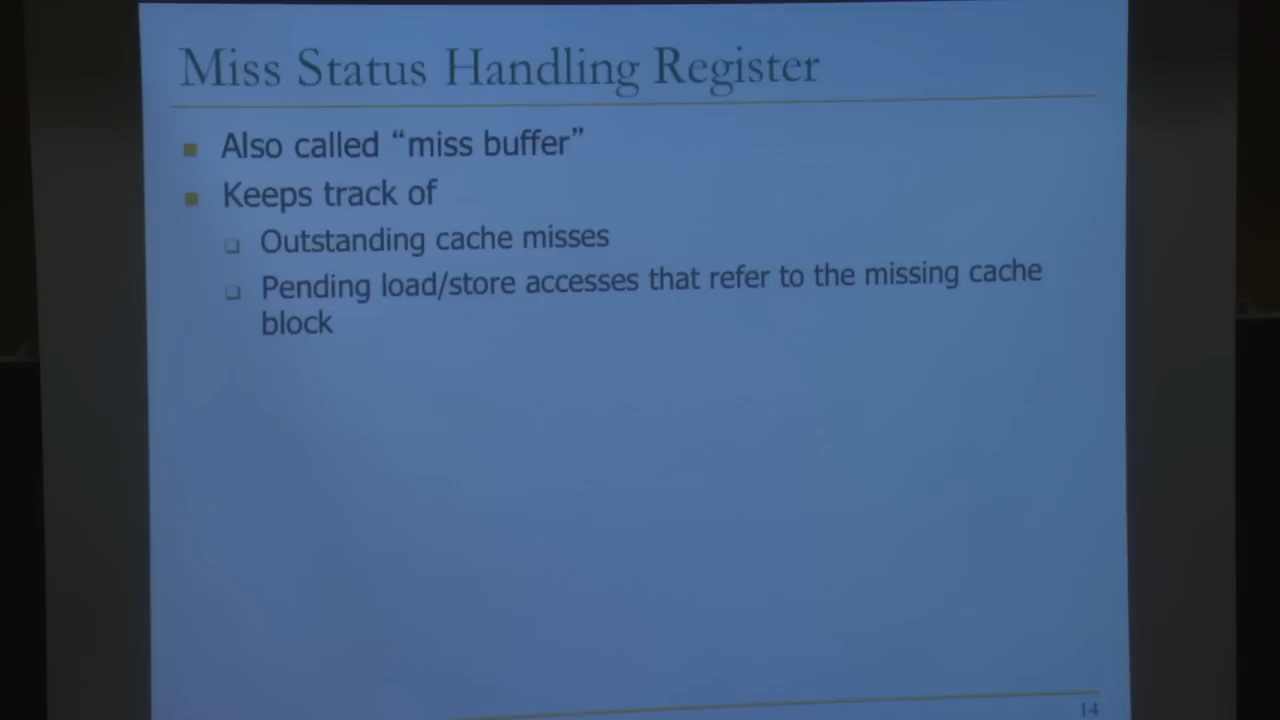 Miss Status Handling Register
Also called “miss buffer”
Keeps track of
Outstanding cache misses
Pending load/store accesses that refer to the missing cache
block
14